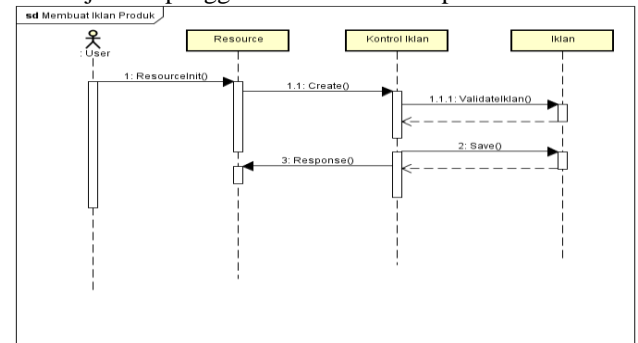 sd Membuat Iklan Produk
: User
Resource
Kontrol Iklan
Iklan
1: ResourceInit()
1.1: Create()
1.1.1: ValidateIklan()
2: Save()
3: Response()